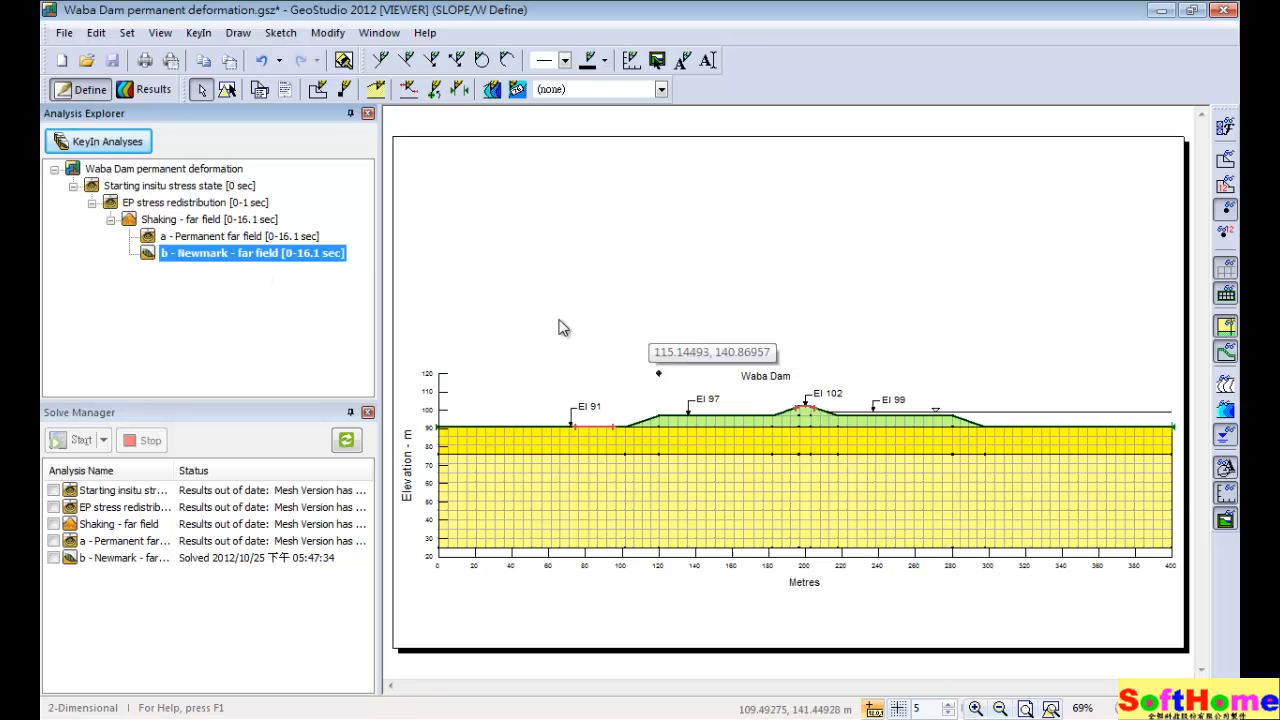 Waba Dam permanent deformation.gsz* - GeoStudio 2012 [VIEWER] (SLOPE/W Define)
File Edit Set View KeyIn Draw Sketch Modify Window Help
Define Results (none)
Analysis Explorer
KeyIn Analyses
Waba Dam permanent deformation
Starting insitu stress state [0 sec]
EP stress redistribution [0-1 sec]
Shaking - far field [0-16.1 sec]
a - Permanent far field [0-16.1 sec]
b - Newmark - far field [0-16.1 sec]
Solve Manager
Start Stop
Analysis Name Status
Starting insitu str... Results out of date: Mesh Version has ...
EP stress redistrib... Results out of date: Mesh Version has ...
Shaking - far field Results out of date: Mesh Version has ...
a - Permanent far... Results out of date: Mesh Version has ...
b - Newmark - far... Solved 2012/10/25 下午 05:47:34
115.14493, 140.86957
Waba Dam
El 91
El 97
El 102
El 99
Elevation - m
120
110
100
90
80
70
60
50
40
30
20
0 20 40 60 80 100 120 140 160 180 200 220 240 260 280 300 320 340 360 380 400
Metres
2-Dimensional For Help, press F1
109.49275, 141.44928 m 5 69%
SoftHome